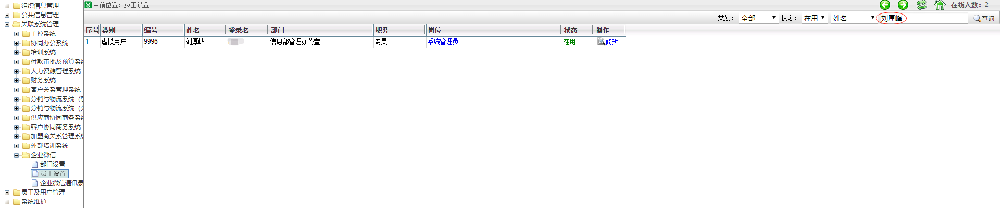 组织信息管理
公共信息管理
关联系统管理
主控系统
协同办公系统
培训系统
付款审批及预算系统
人力资源管理系统
财务系统
客户关系管理系统
分销与物流系统（管
分销与物流系统（分
供应商协同商务系统
客户协同商务系统
加盟商关系管理系统
外部培训系统
企业微信
部门设置
员工设置
企业微信通讯录
员工及用户管理
系统维护
当前位置：员工设置
在线人数：2
类别： 全部 状态： 在用 姓名 刘厚峰 查询
序号 类别 编号 姓名 登录名 部门 职务 岗位 状态 操作
1 虚拟用户 9996 刘厚峰 信息部管理办公室 专员 系统管理员 在用 修改